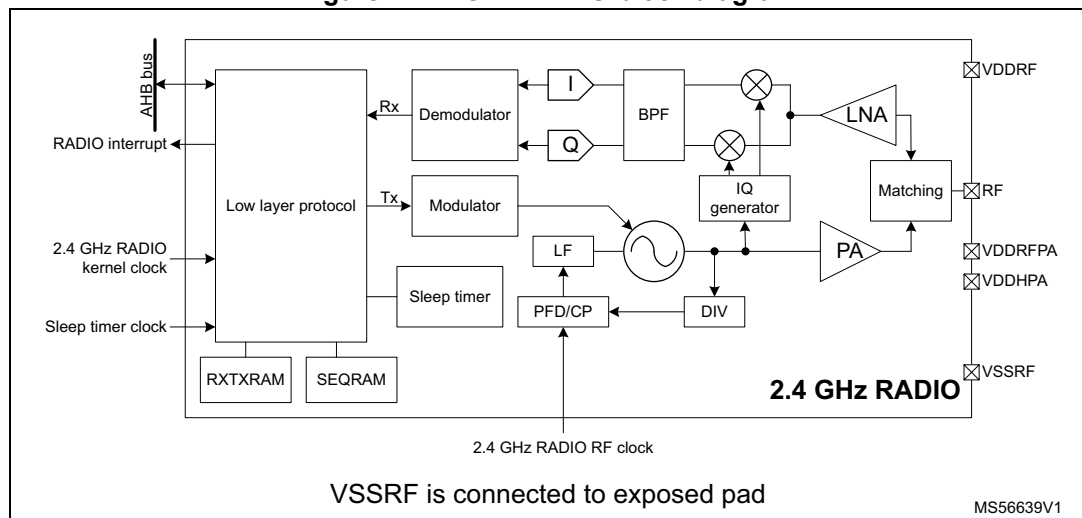 AHB bus
RADIO interrupt
2.4 GHz RADIO
kernel clock
Sleep timer clock
Low layer protocol
Rx
Tx
Demodulator
Modulator
I
Q
BPF
LNA
IQ
generator
Matching
LF
PA
Sleep timer
PFD/CP
DIV
RXTXRAM
SEQRAM
VDDRF
RF
VDDRFPA
VDDHPA
VSSRF
2.4 GHz RADIO
2.4 GHz RADIO RF clock
VSSRF is connected to exposed pad
MS56639V1